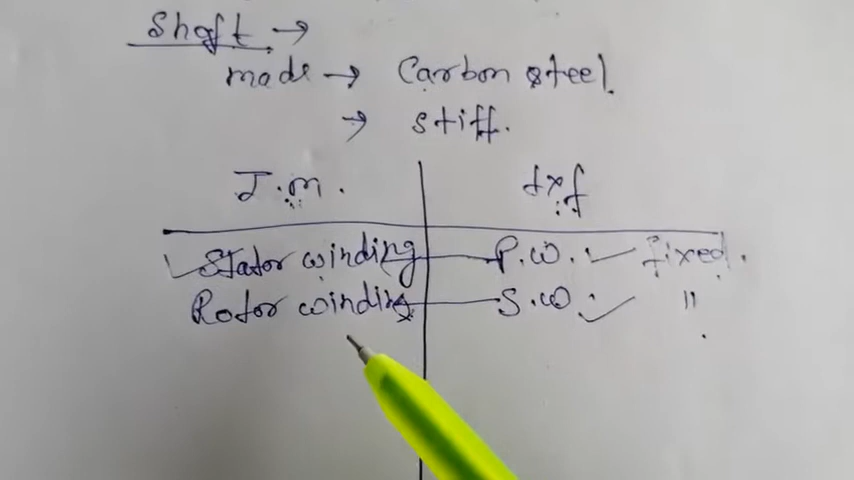 Shaft →
made → Carbon steel.
→ stiff.
I.m. txf
Stator winding — P.W. fixed.
Rotor winding — S.W. "